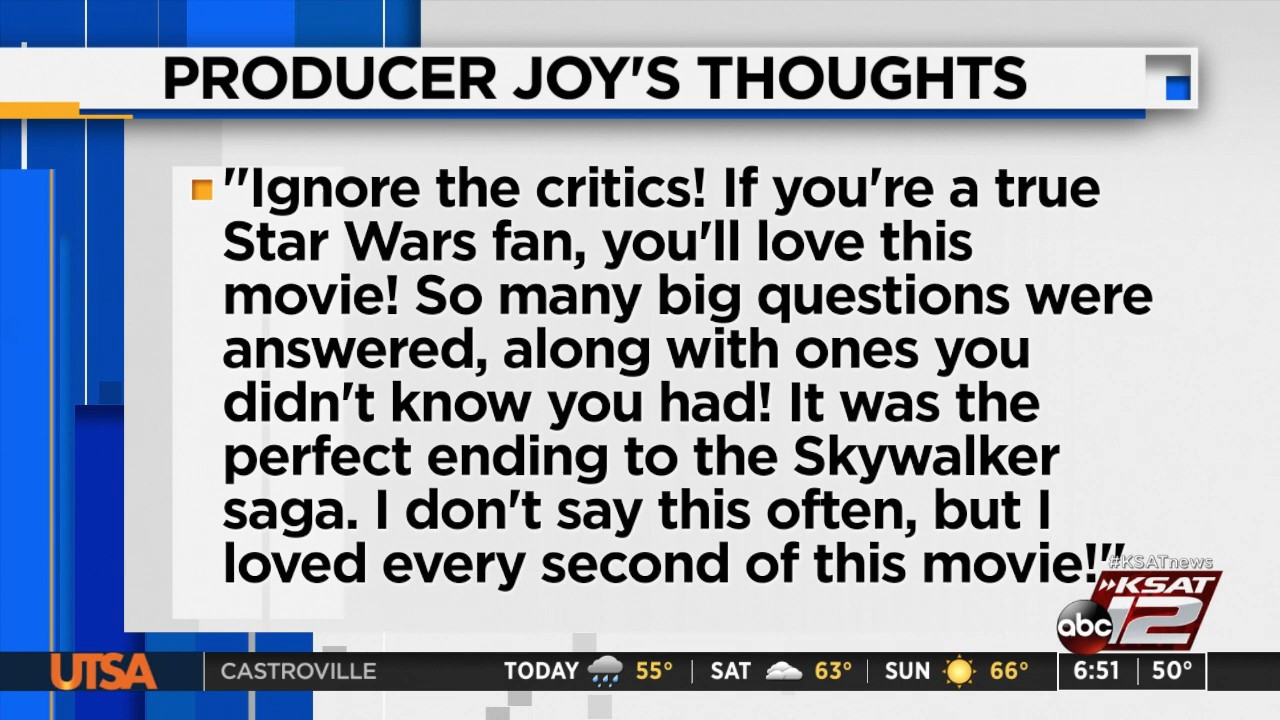 PRODUCER JOY'S THOUGHTS
"Ignore the critics! If you're a true
Star Wars fan, you'll love this
movie! So many big questions were
answered, along with ones you
didn't know you had! It was the
perfect ending to the Skywalker
saga. I don't say this often, but I
loved every second of this movie!"
#KSATnews
KSAT
abc 12
UTSA CASTROVILLE TODAY 55° SAT 63° SUN 66° 6:51 50°